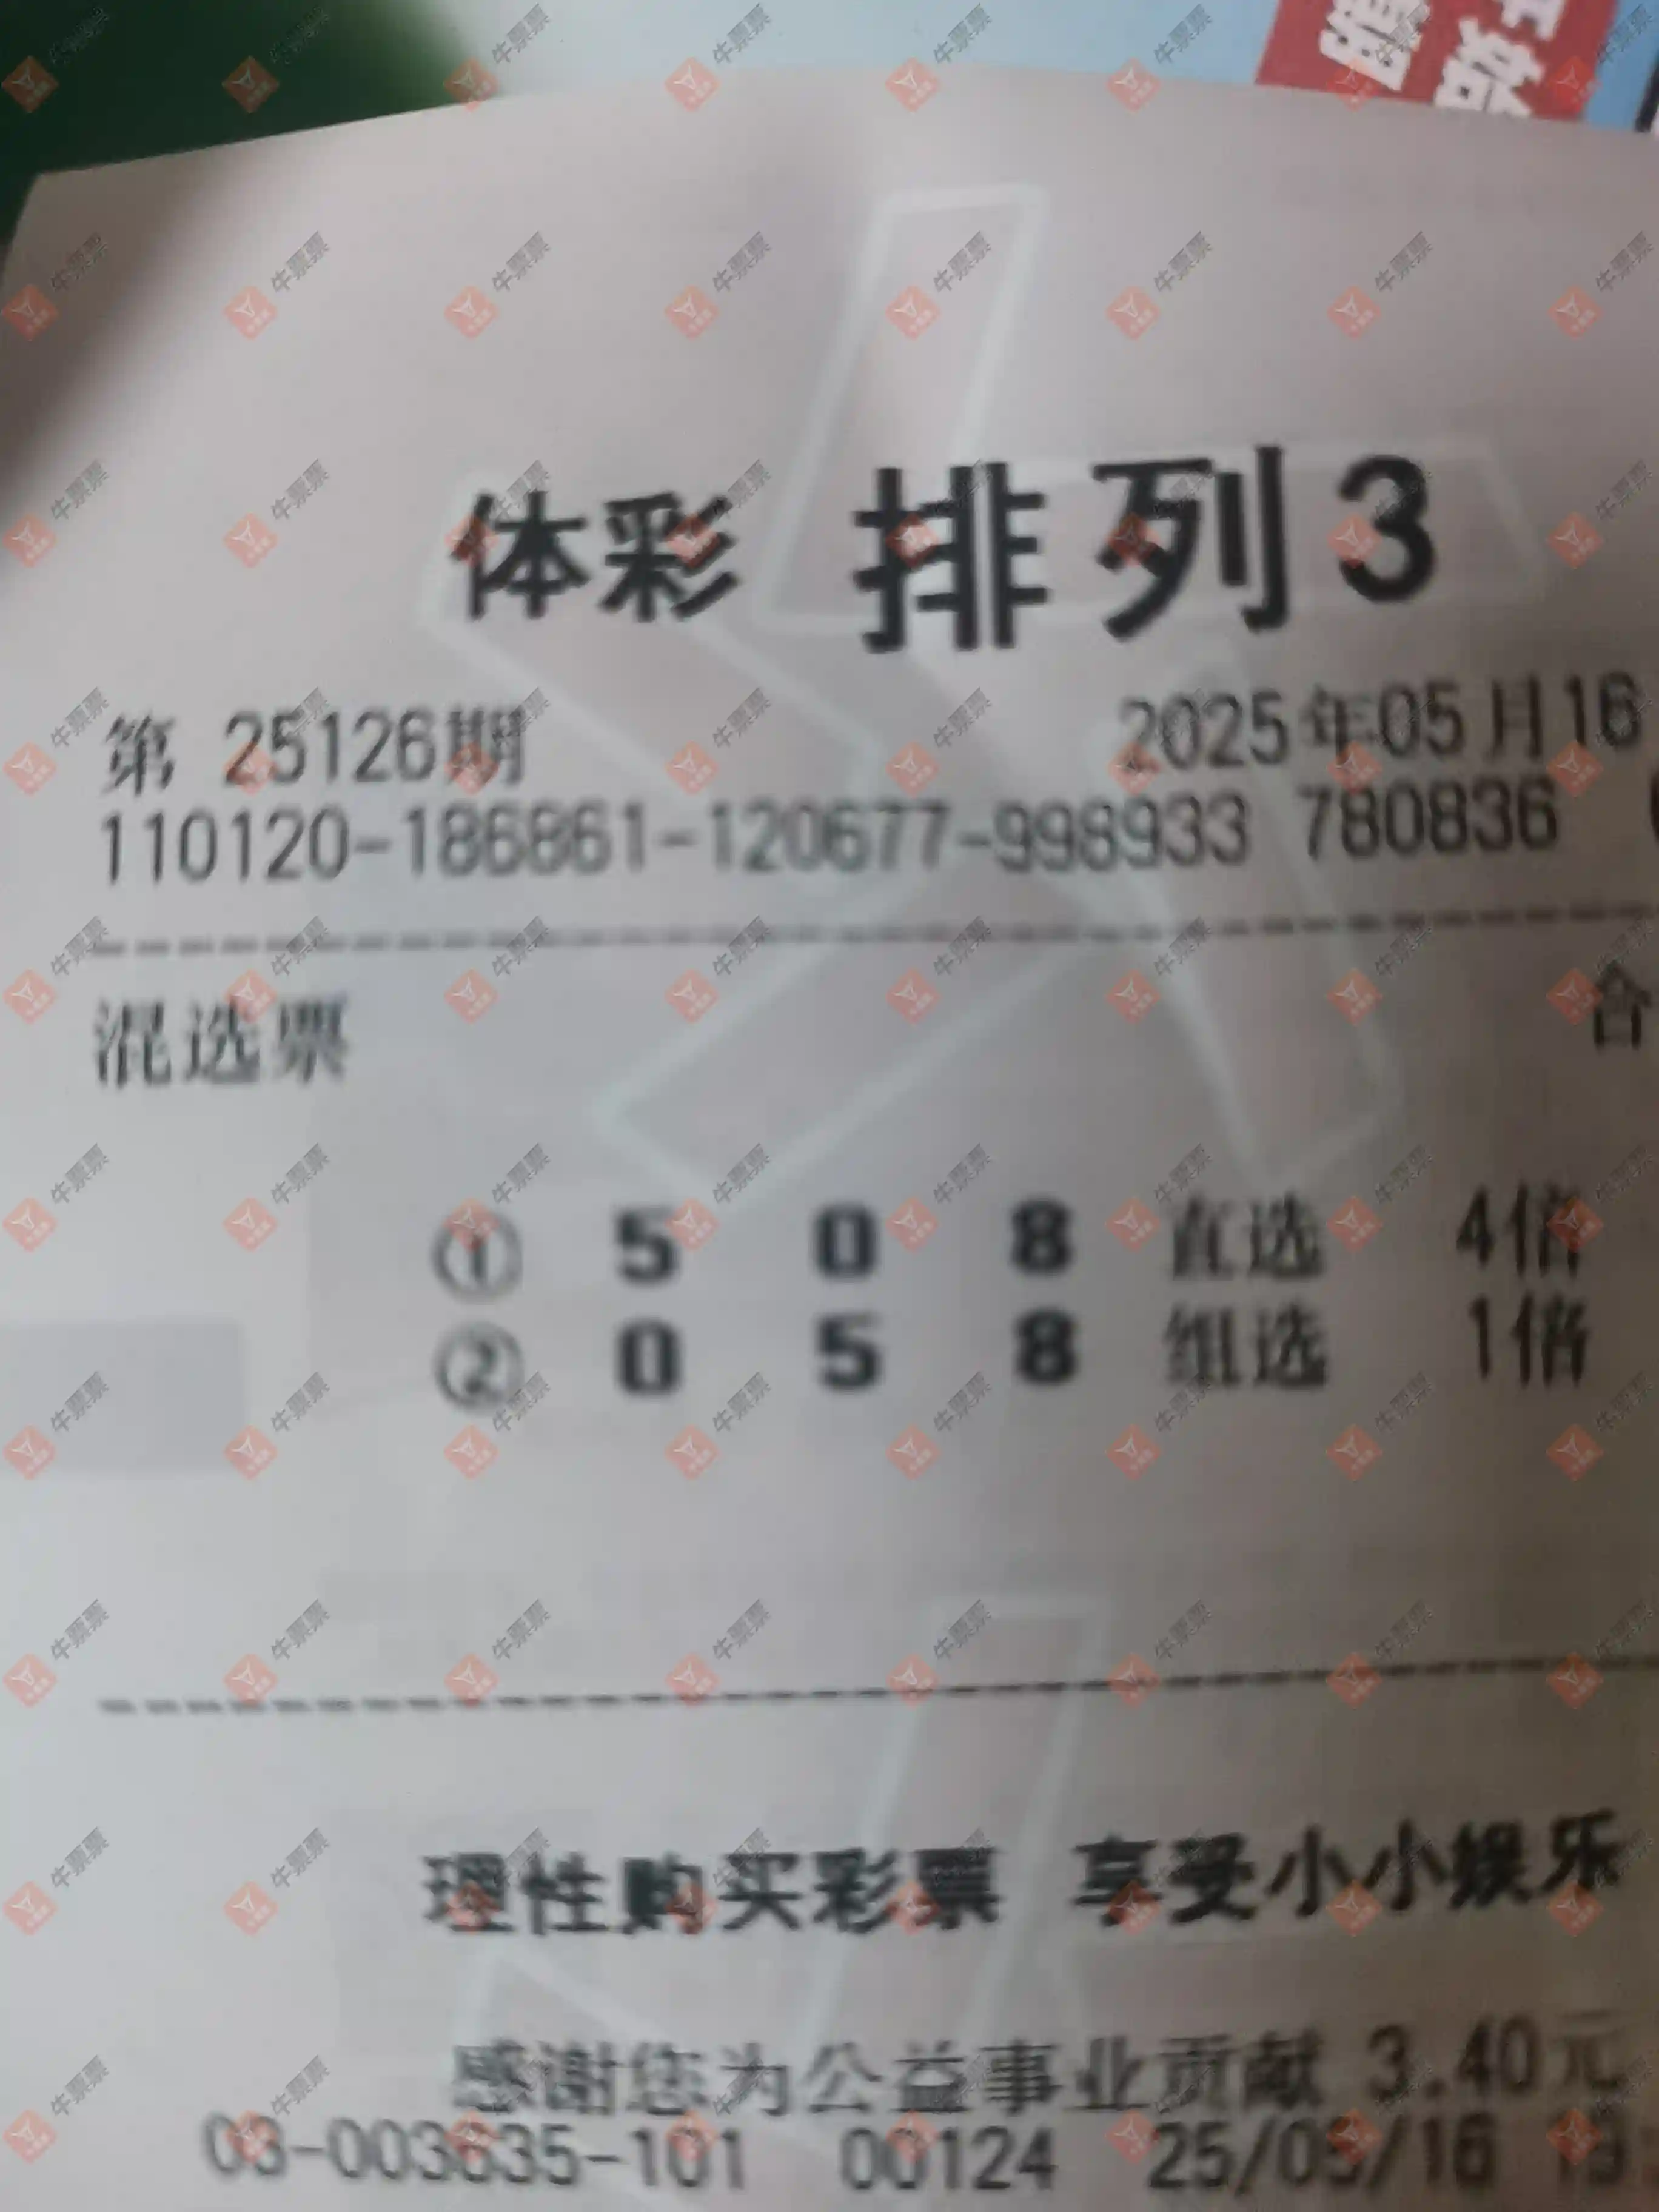 体彩 排列3
第 25126期 2025年05月16
110120-186861-120677-998933 780836
混选票 合
① 5 0 8 直选 4倍
② 0 5 8 组选 1倍
理性购买彩票 享受小小娱乐
感谢您为公益事业贡献 3.40元
03-003635-101 00124 25/05/16
牛票票